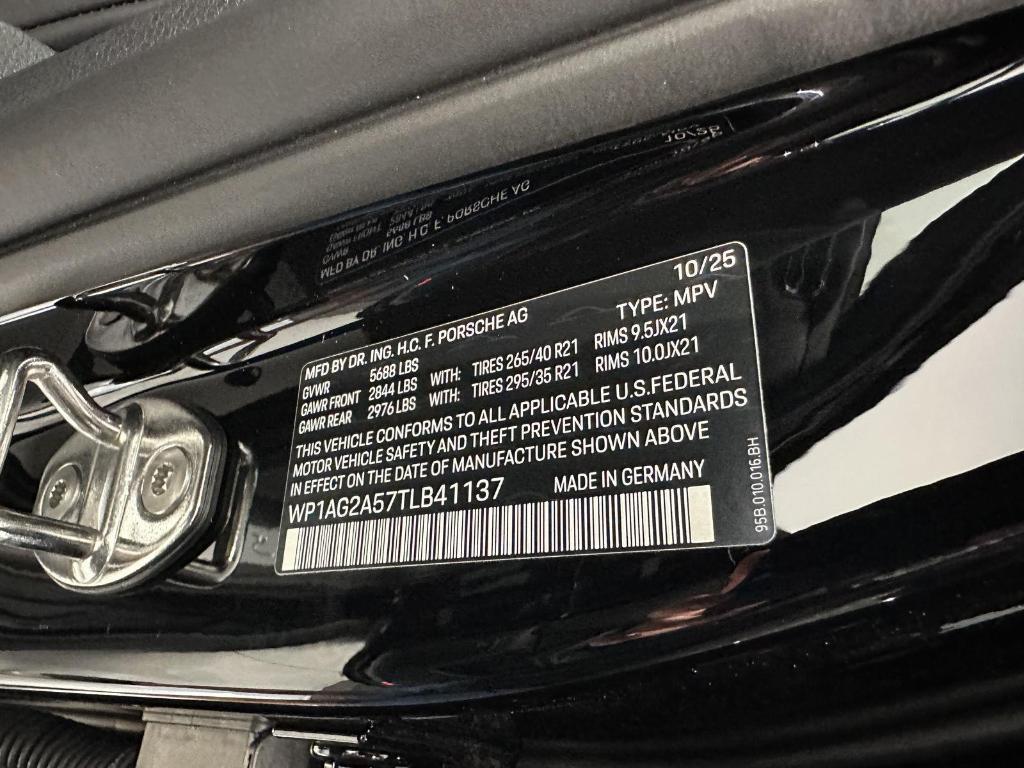 10/25
MFD BY DR. ING. H.C. F. PORSCHE AG TYPE: MPV
GVWR 5688 LBS
GAWR FRONT 2844 LBS WITH: TIRES 265/40 R21 RIMS 9.5JX21
GAWR REAR 2976 LBS WITH: TIRES 295/35 R21 RIMS 10.0JX21
THIS VEHICLE CONFORMS TO ALL APPLICABLE U.S.FEDERAL
MOTOR VEHICLE SAFETY AND THEFT PREVENTION STANDARDS
IN EFFECT ON THE DATE OF MANUFACTURE SHOWN ABOVE
WP1AG2A57TLB41137 MADE IN GERMANY
95B.010.016.BH